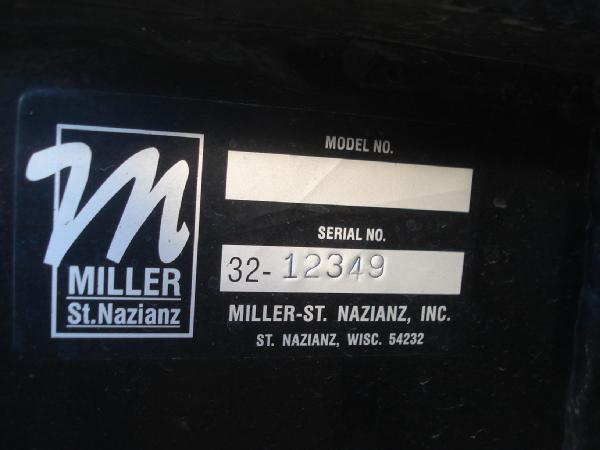 m
MILLER
St.Nazianz
MODEL NO.
SERIAL NO.
32-12349
MILLER-ST. NAZIANZ, INC.
ST. NAZIANZ, WISC. 54232